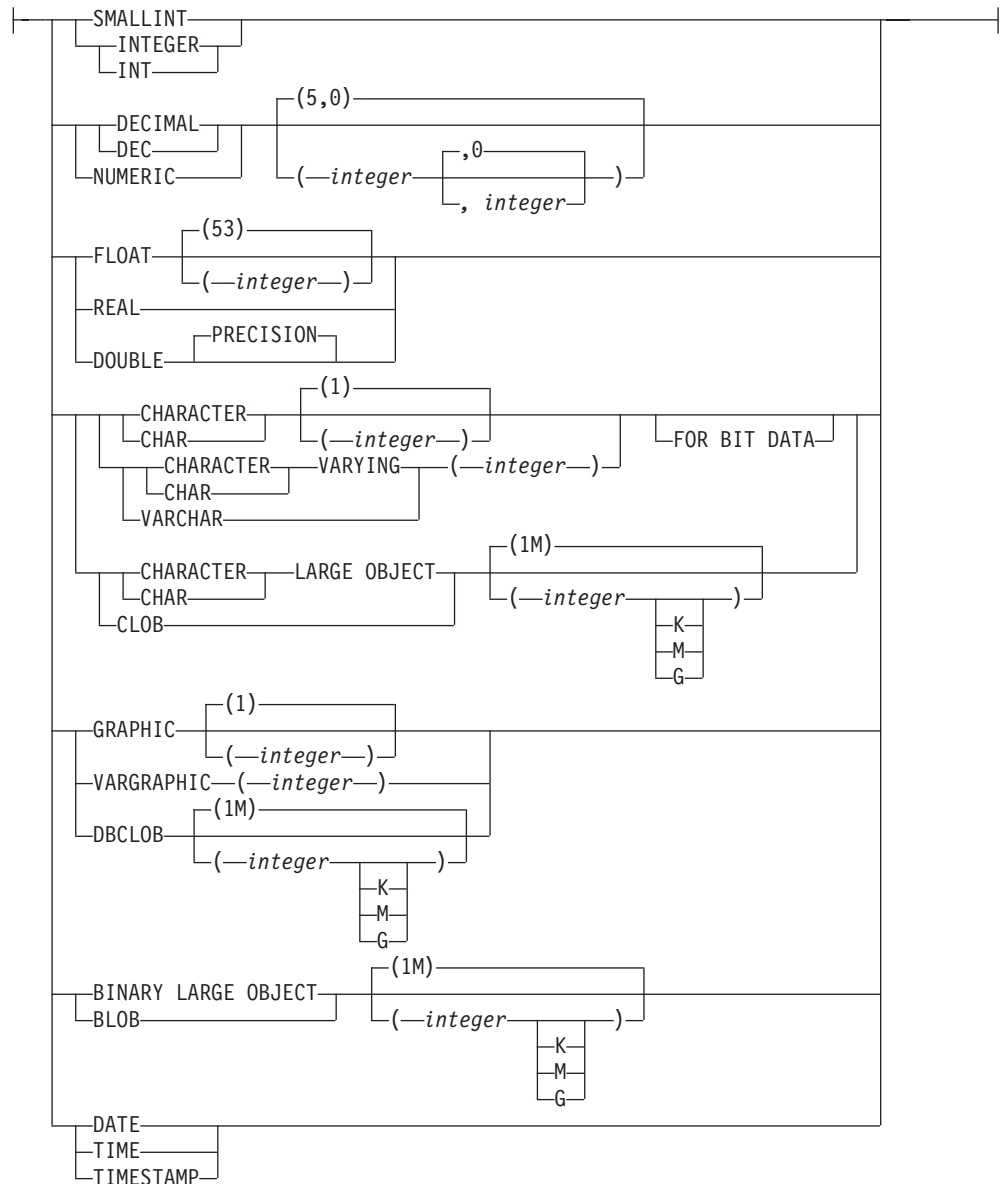 SMALLINT
INTEGER
INT
(5,0)
DECIMAL
DEC
NUMERIC
,0
( integer )
, integer
(53)
FLOAT
( integer )
REAL
PRECISION
DOUBLE
(1)
CHARACTER
CHAR
( integer )
FOR BIT DATA
CHARACTER VARYING ( integer )
CHAR
VARCHAR
(1M)
CHARACTER LARGE OBJECT
CHAR
( integer )
CLOB
K
M
G
(1)
GRAPHIC
( integer )
VARGRAPHIC ( integer )
(1M)
DBCLOB
( integer )
K
M
G
(1M)
BINARY LARGE OBJECT
BLOB
( integer )
K
M
G
DATE
TIME
TIMESTAMP